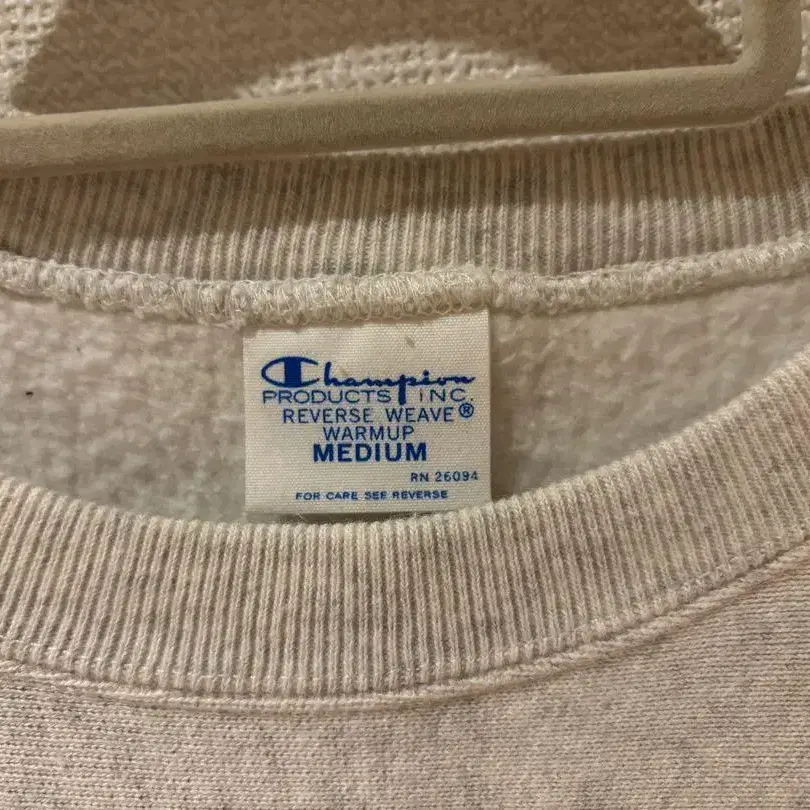 Champion
PRODUCTS INC.
REVERSE WEAVE®
WARMUP
MEDIUM
RN 26094
FOR CARE SEE REVERSE